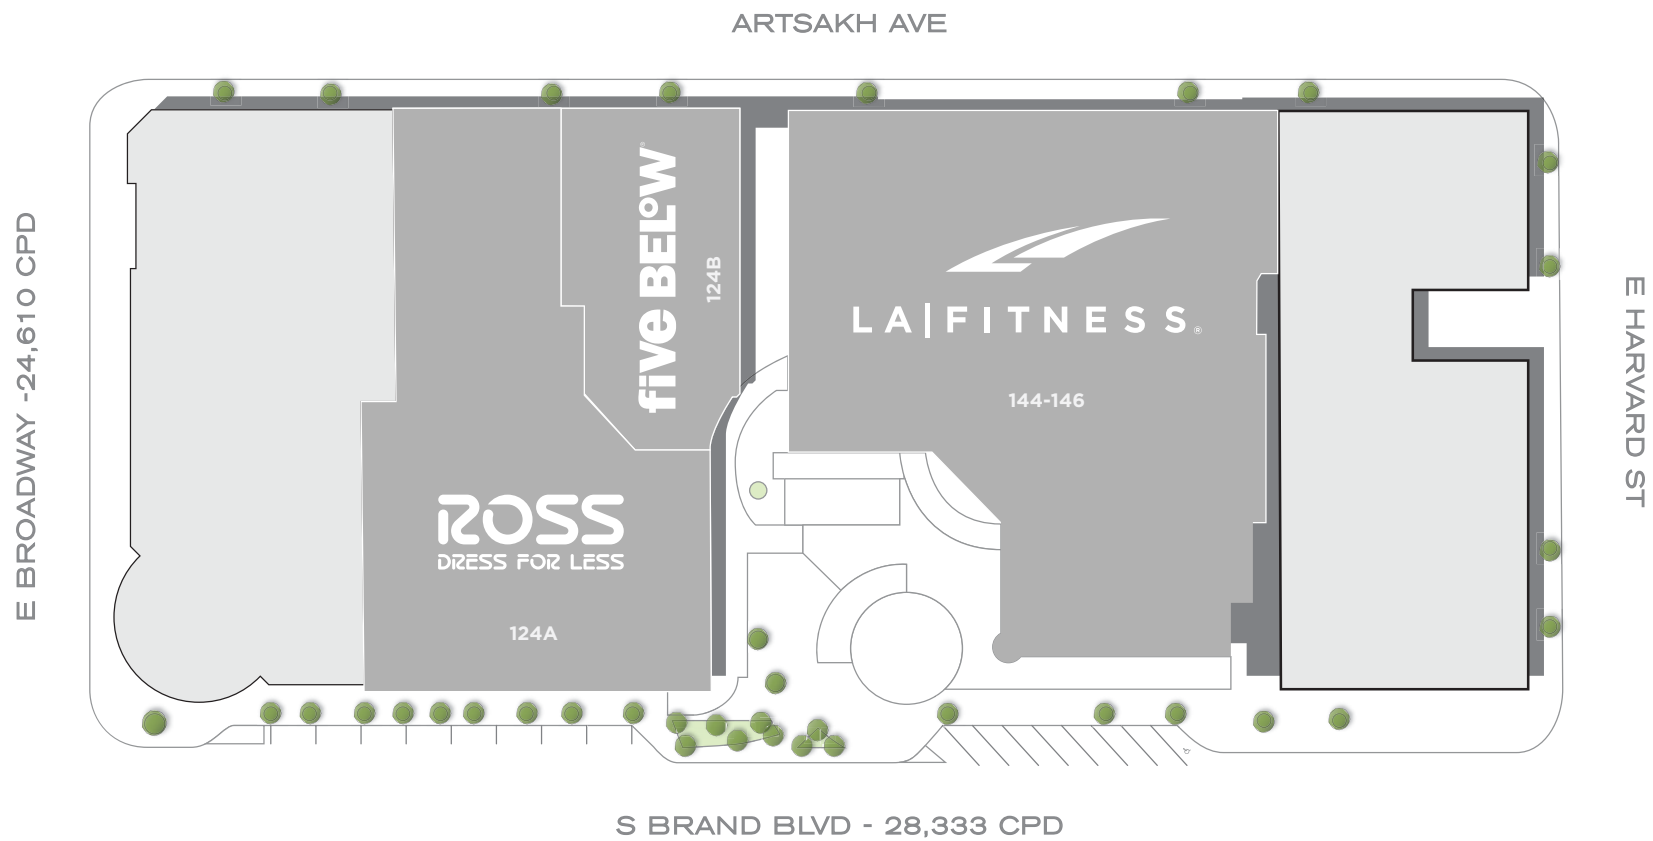 ARTSAKH AVE
E BROADWAY -24,610 CPD
five BELOW®
124B
LA|FITNESS®
144-146
E HARVARD ST
ROSS
DRESS FOR LESS
124A
S BRAND BLVD - 28,333 CPD